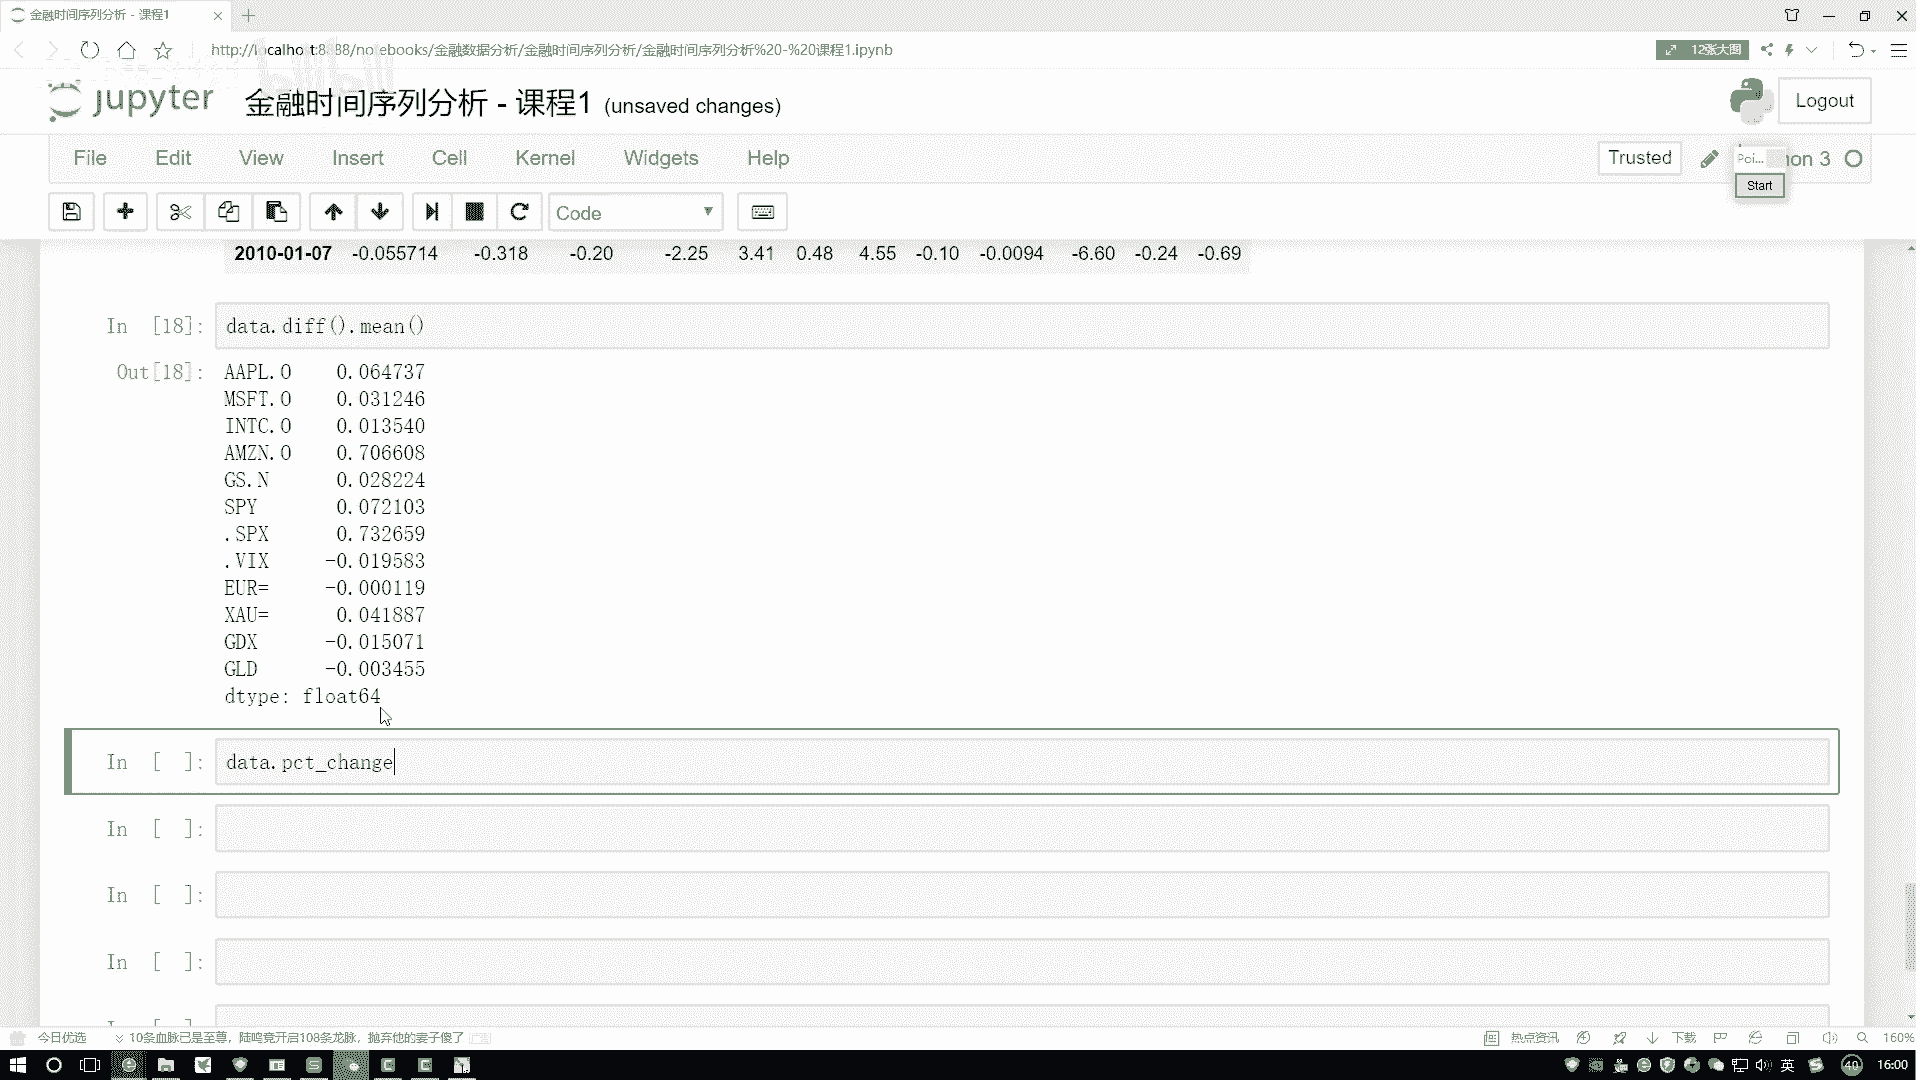 金融时间序列分析 - 课程1
http://localhost:8888/notebooks/金融数据分析/金融时间序列分析/金融时间序列分析%20-%20课程1.ipynb
12张大图
jupyter 金融时间序列分析 - 课程1 (unsaved changes)
Logout
File Edit View Insert Cell Kernel Widgets Help
Trusted
Poi... hon 3
Start
Code
2010-01-07 -0.055714 -0.318 -0.20 -2.25 3.41 0.48 4.55 -0.10 -0.0094 -6.60 -0.24 -0.69
In [18]: data.diff().mean()
Out[18]: AAPL.O 0.064737
MSFT.O 0.031246
INTC.O 0.013540
AMZN.O 0.706608
GS.N 0.028224
SPY 0.072103
.SPX 0.732659
.VIX -0.019583
EUR= -0.000119
XAU= 0.041887
GDX -0.015071
GLD -0.003455
dtype: float64
In [ ]: data.pct_change
In [ ]:
In [ ]:
In [ ]:
今日优选 10条血脉已是至尊，陆鸣竟开启108条龙脉，抛弃他的妻子傻了 广告
热点资讯 下载 160%
英 40 16:00